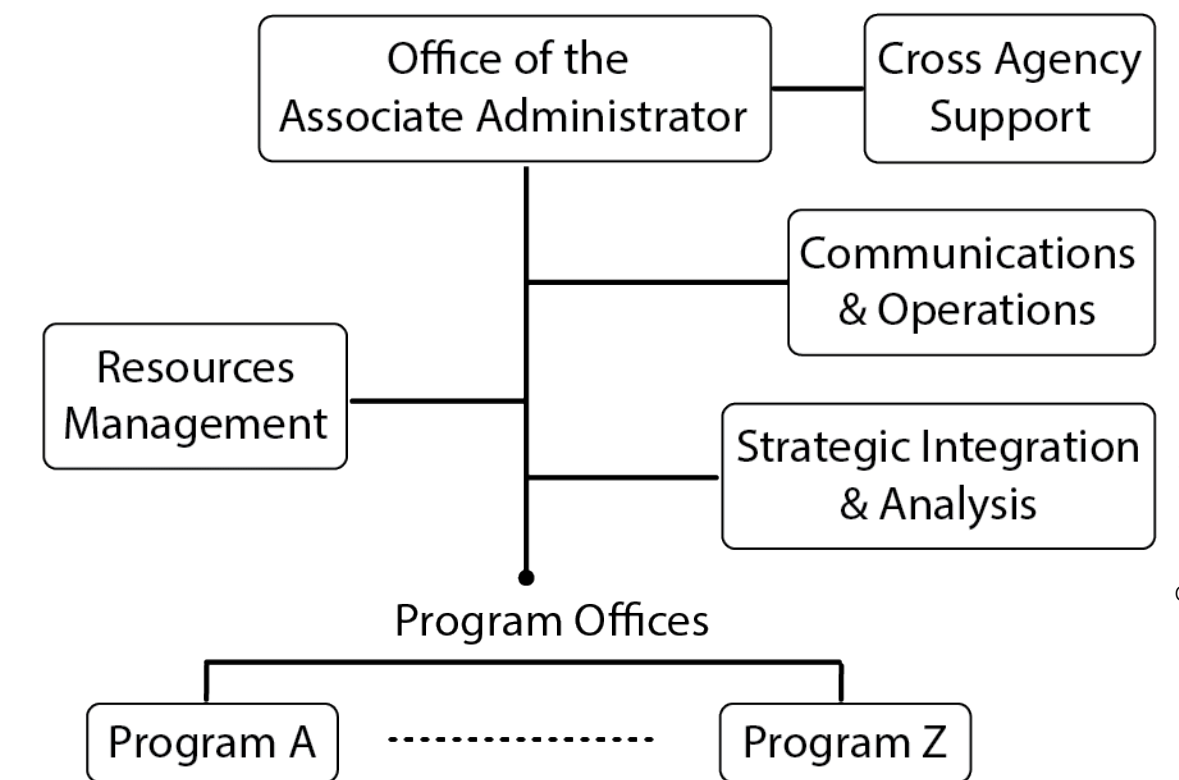 Office of the
Associate Administrator
Cross Agency
Support
Communications
& Operations
Resources
Management
Strategic Integration
& Analysis
Program Offices
Program A
Program Z